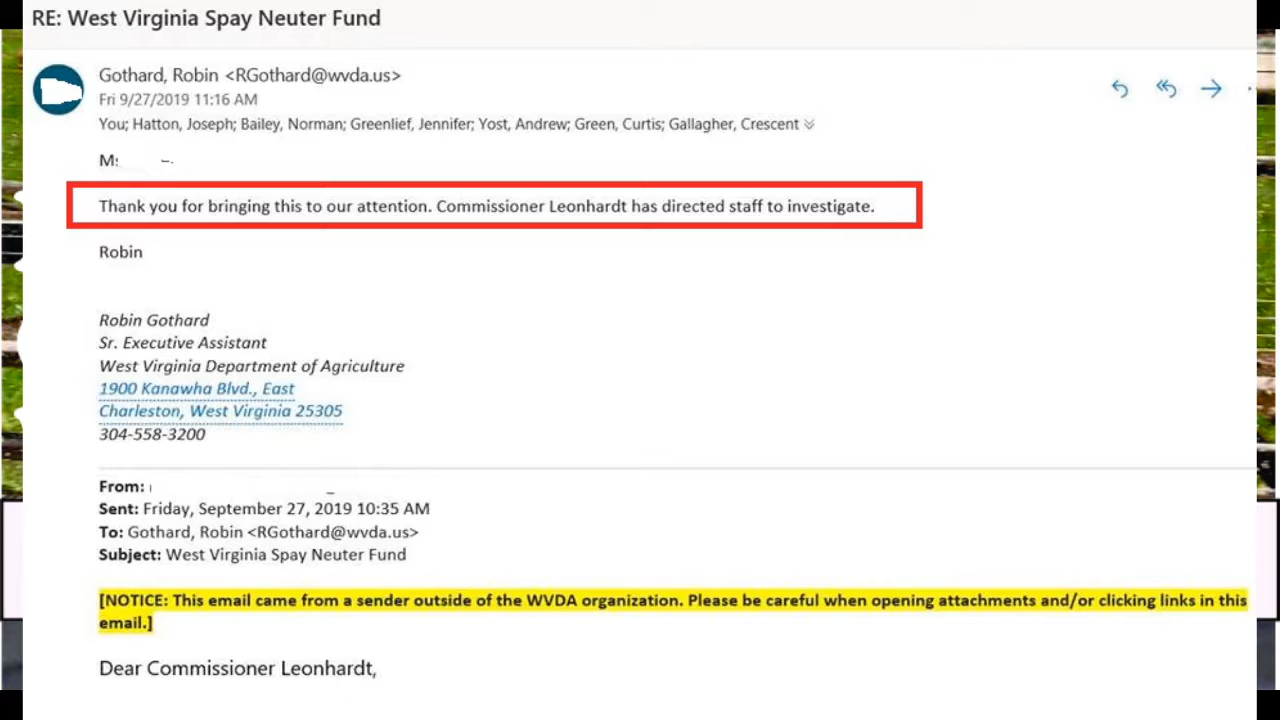 RE: West Virginia Spay Neuter Fund
Gothard, Robin <RGothard@wvda.us>
Fri 9/27/2019 11:16 AM
You; Hatton, Joseph; Bailey, Norman; Greenlief, Jennifer; Yost, Andrew; Green, Curtis; Gallagher, Crescent
Thank you for bringing this to our attention. Commissioner Leonhardt has directed staff to investigate.
Robin
Robin Gothard
Sr. Executive Assistant
West Virginia Department of Agriculture
1900 Kanawha Blvd., East
Charleston, West Virginia 25305
304-558-3200
From:
Sent: Friday, September 27, 2019 10:35 AM
To: Gothard, Robin <RGothard@wvda.us>
Subject: West Virginia Spay Neuter Fund
[NOTICE: This email came from a sender outside of the WVDA organization. Please be careful when opening attachments and/or clicking links in this
email.]
Dear Commissioner Leonhardt,